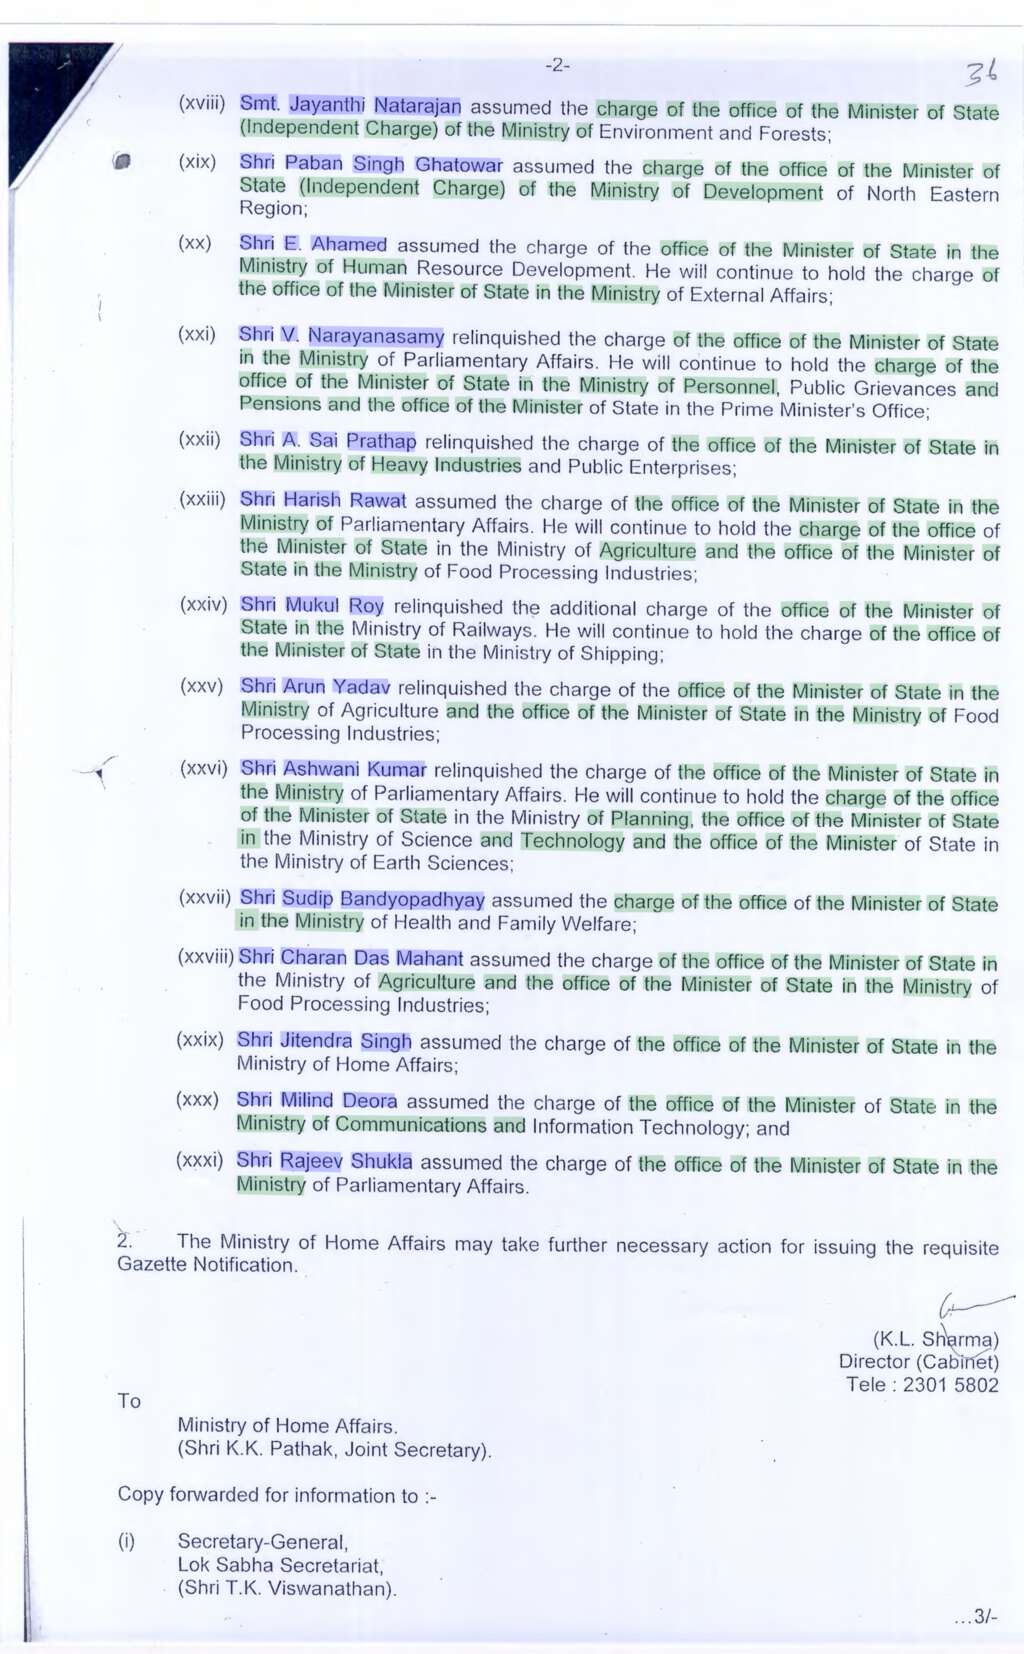 -2-
36
(xviii) Smt. Jayanthi Natarajan assumed the charge of the office of the Minister of State
(Independent Charge) of the Ministry of Environment and Forests;
(xix) Shri Paban Singh Ghatowar assumed the charge of the office of the Minister of
State (Independent Charge) of the Ministry of Development of North Eastern
Region;
(xx) Shri E. Ahamed assumed the charge of the office of the Minister of State in the
Ministry of Human Resource Development. He will continue to hold the charge of
the office of the Minister of State in the Ministry of External Affairs;
(xxi) Shri V. Narayanasamy relinquished the charge of the office of the Minister of State
in the Ministry of Parliamentary Affairs. He will continue to hold the charge of the
office of the Minister of State in the Ministry of Personnel, Public Grievances and
Pensions and the office of the Minister of State in the Prime Minister's Office;
(xxii) Shri A. Sai Prathap relinquished the charge of the office of the Minister of State in
the Ministry of Heavy Industries and Public Enterprises;
(xxiii) Shri Harish Rawat assumed the charge of the office of the Minister of State in the
Ministry of Parliamentary Affairs. He will continue to hold the charge of the office of
the Minister of State in the Ministry of Agriculture and the office of the Minister of
State in the Ministry of Food Processing Industries;
(xxiv) Shri Mukul Roy relinquished the additional charge of the office of the Minister of
State in the Ministry of Railways. He will continue to hold the charge of the office of
the Minister of State in the Ministry of Shipping;
(xxv) Shri Arun Yadav relinquished the charge of the office of the Minister of State in the
Ministry of Agriculture and the office of the Minister of State in the Ministry of Food
Processing Industries;
(xxvi) Shri Ashwani Kumar relinquished the charge of the office of the Minister of State in
the Ministry of Parliamentary Affairs. He will continue to hold the charge of the office
of the Minister of State in the Ministry of Planning, the office of the Minister of State
in the Ministry of Science and Technology and the office of the Minister of State in
the Ministry of Earth Sciences;
(xxvii) Shri Sudip Bandyopadhyay assumed the charge of the office of the Minister of State
in the Ministry of Health and Family Welfare;
(xxviii) Shri Charan Das Mahant assumed the charge of the office of the Minister of State in
the Ministry of Agriculture and the office of the Minister of State in the Ministry of
Food Processing Industries;
(xxix) Shri Jitendra Singh assumed the charge of the office of the Minister of State in the
Ministry of Home Affairs;
(xxx) Shri Milind Deora assumed the charge of the office of the Minister of State in the
Ministry of Communications and Information Technology; and
(xxxi) Shri Rajeev Shukla assumed the charge of the office of the Minister of State in the
Ministry of Parliamentary Affairs.
2. The Ministry of Home Affairs may take further necessary action for issuing the requisite
Gazette Notification.
(K.L. Sharma)
Director (Cabinet)
Tele : 2301 5802
To
Ministry of Home Affairs.
(Shri K.K. Pathak, Joint Secretary).
Copy forwarded for information to :-
(i) Secretary-General,
Lok Sabha Secretariat,
(Shri T.K. Viswanathan).
...3/-